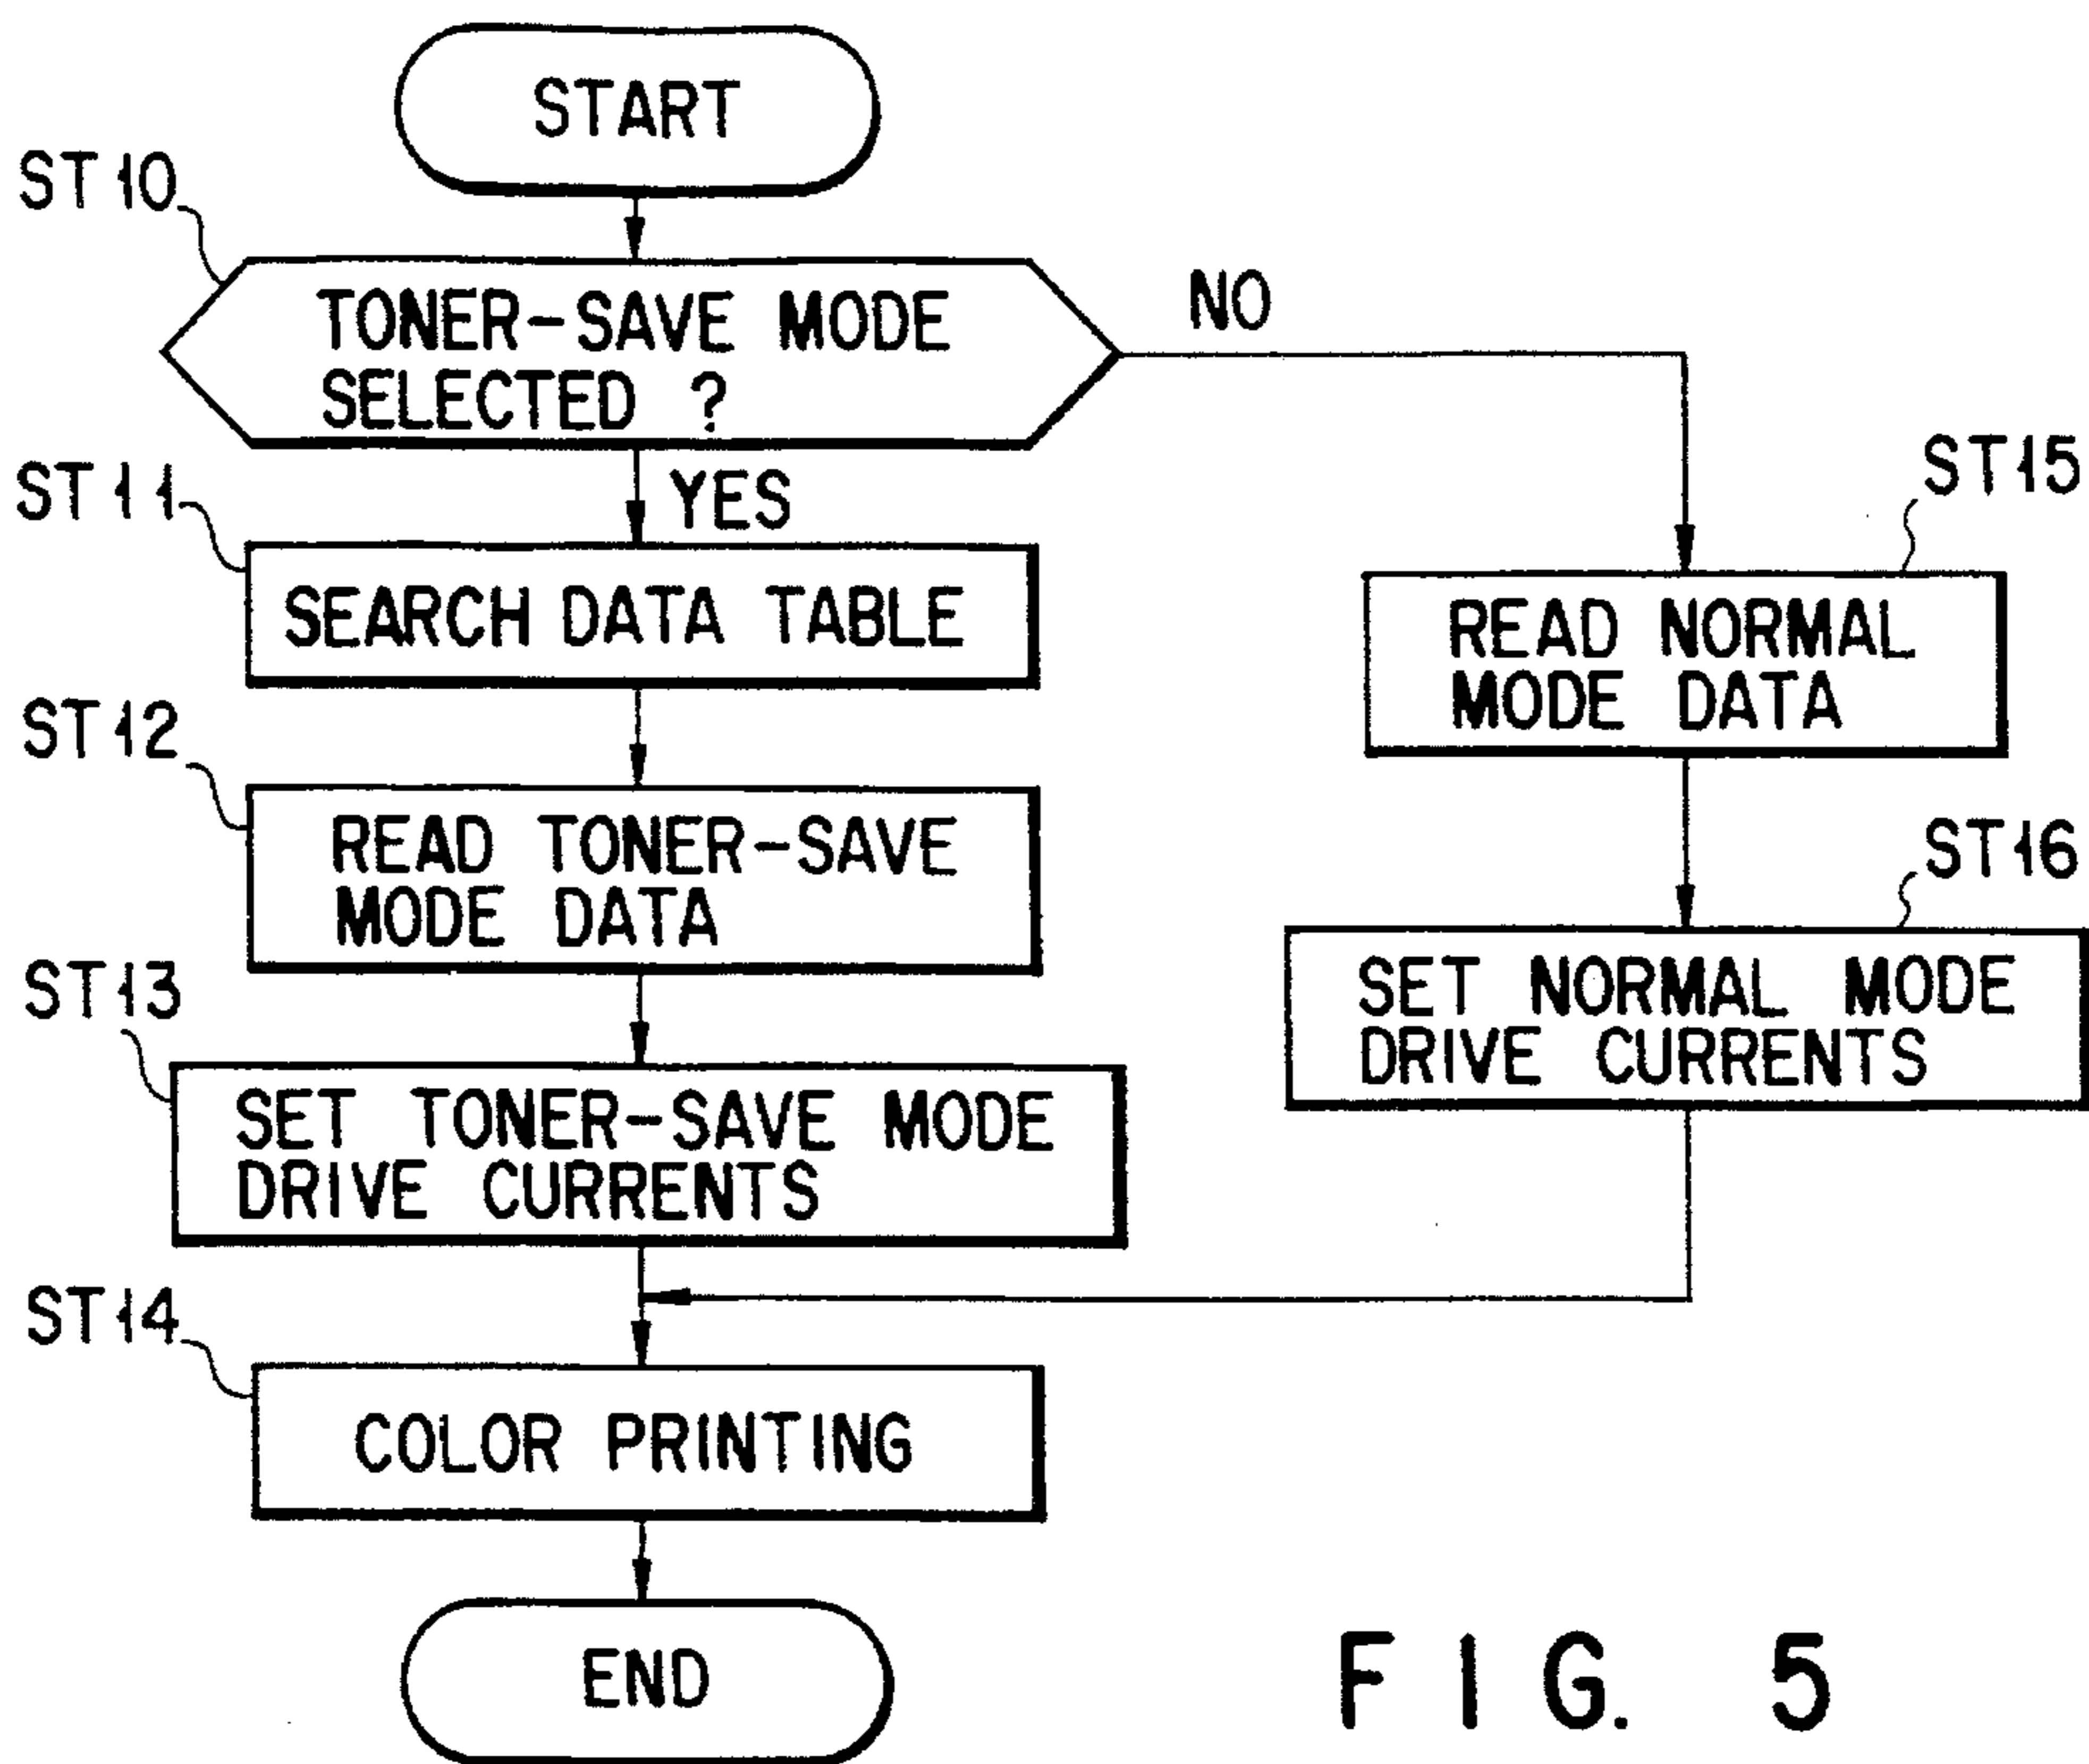 START
ST10
TONER-SAVE MODE
SELECTED ?
NO
YES
ST11
SEARCH DATA TABLE
ST12
READ TONER-SAVE
MODE DATA
ST13
SET TONER-SAVE MODE
DRIVE CURRENTS
ST15
READ NORMAL
MODE DATA
ST16
SET NORMAL MODE
DRIVE CURRENTS
ST14
COLOR PRINTING
END
FIG. 5